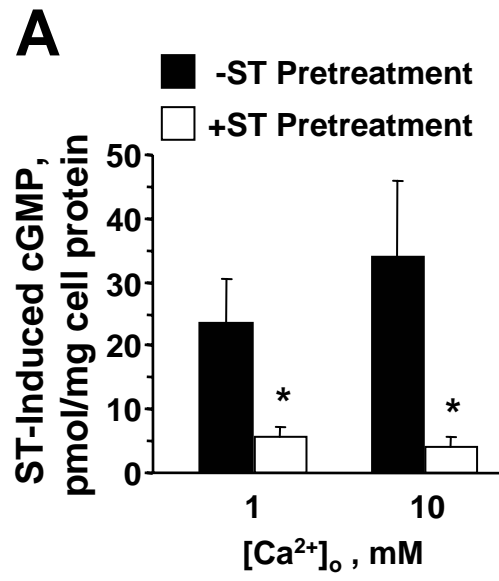 A
-ST Pretreatment
+ST Pretreatment
ST-Induced cGMP,
pmol/mg cell protein
50
40
30
20
10
0
*
*
1
10
[Ca²⁺]ₒ , mM